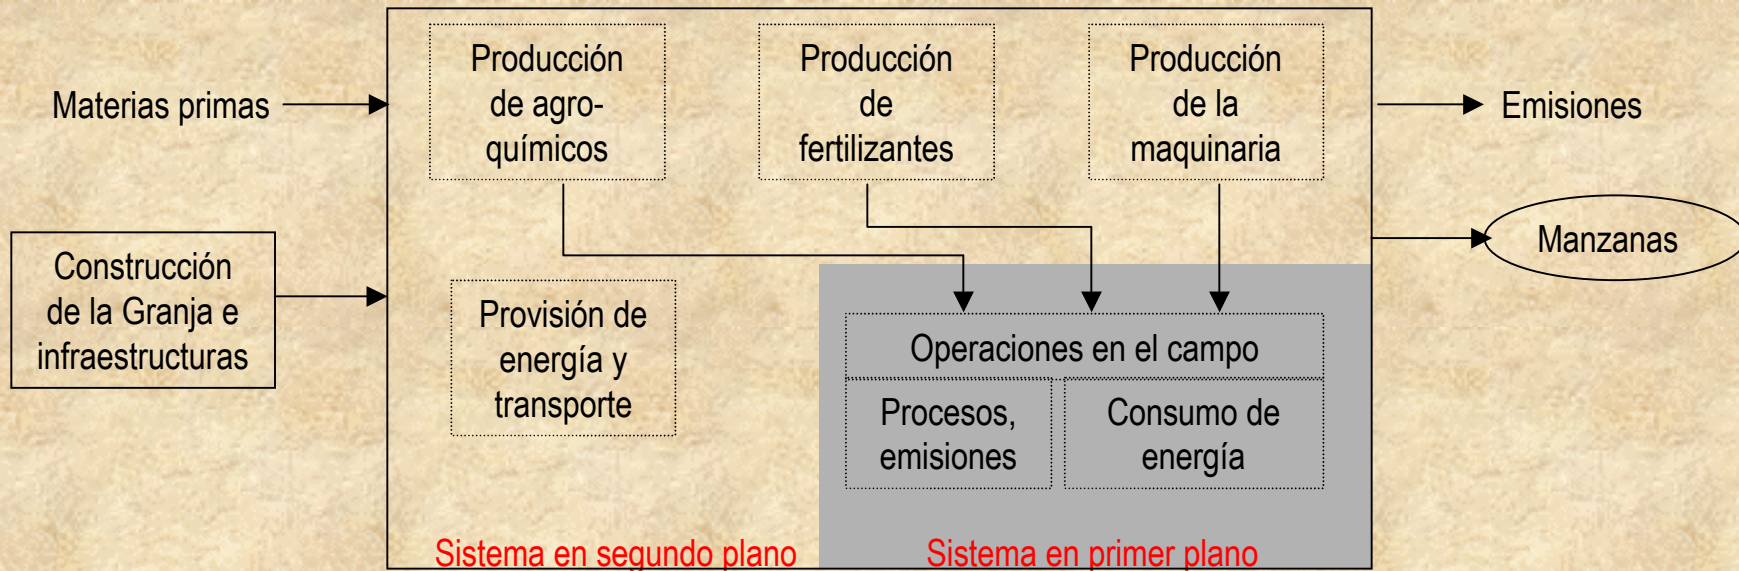 Materias primas
Construcción
de la Granja e
infraestructuras
Producción
de agro-
químicos
Producción
de
fertilizantes
Producción
de la
maquinaria
Provisión de
energía y
transporte
Operaciones en el campo
Procesos,
emisiones
Consumo de
energía
Sistema en segundo plano
Sistema en primer plano
Emisiones
Manzanas